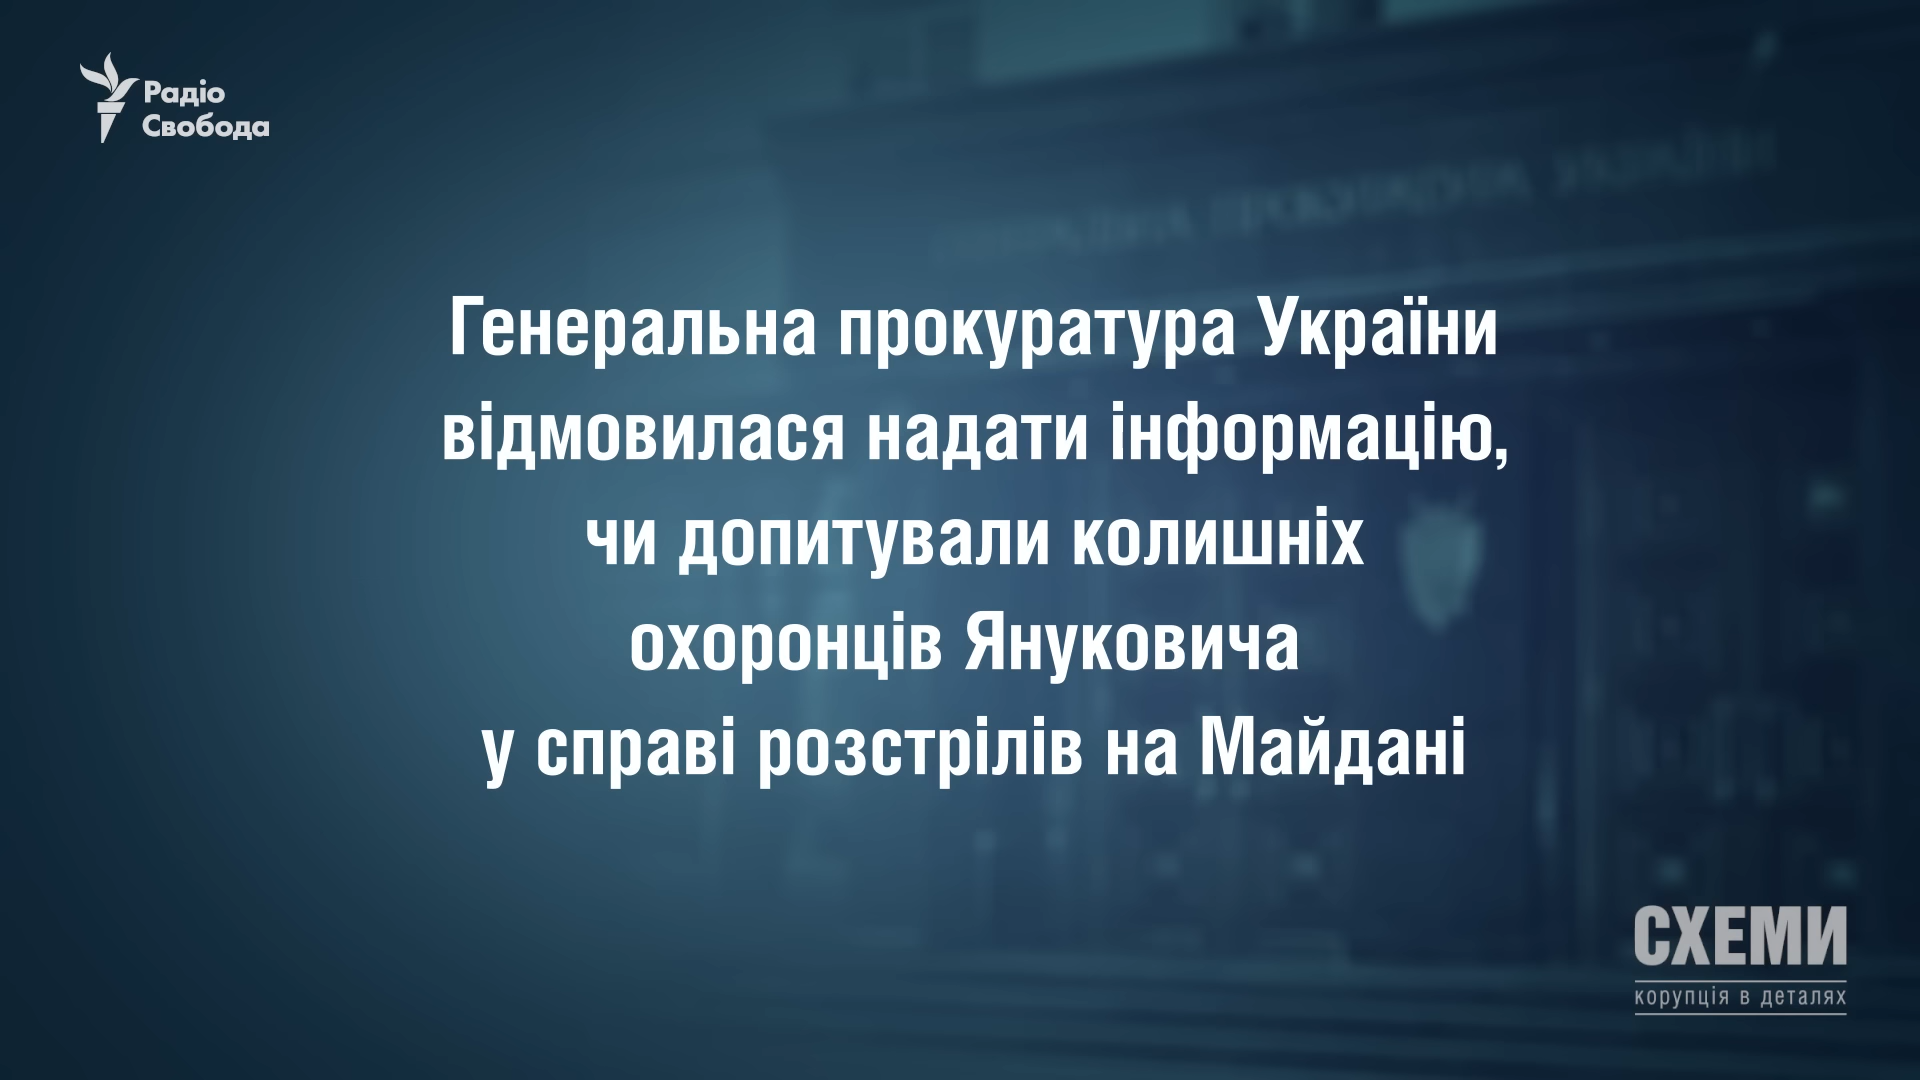 Радіо
Свобода
Генеральна прокуратура України
відмовилася надати інформацію,
чи допитували колишніх
охоронців Януковича
у справі розстрілів на Майдані
СХЕМИ
корупція в деталях